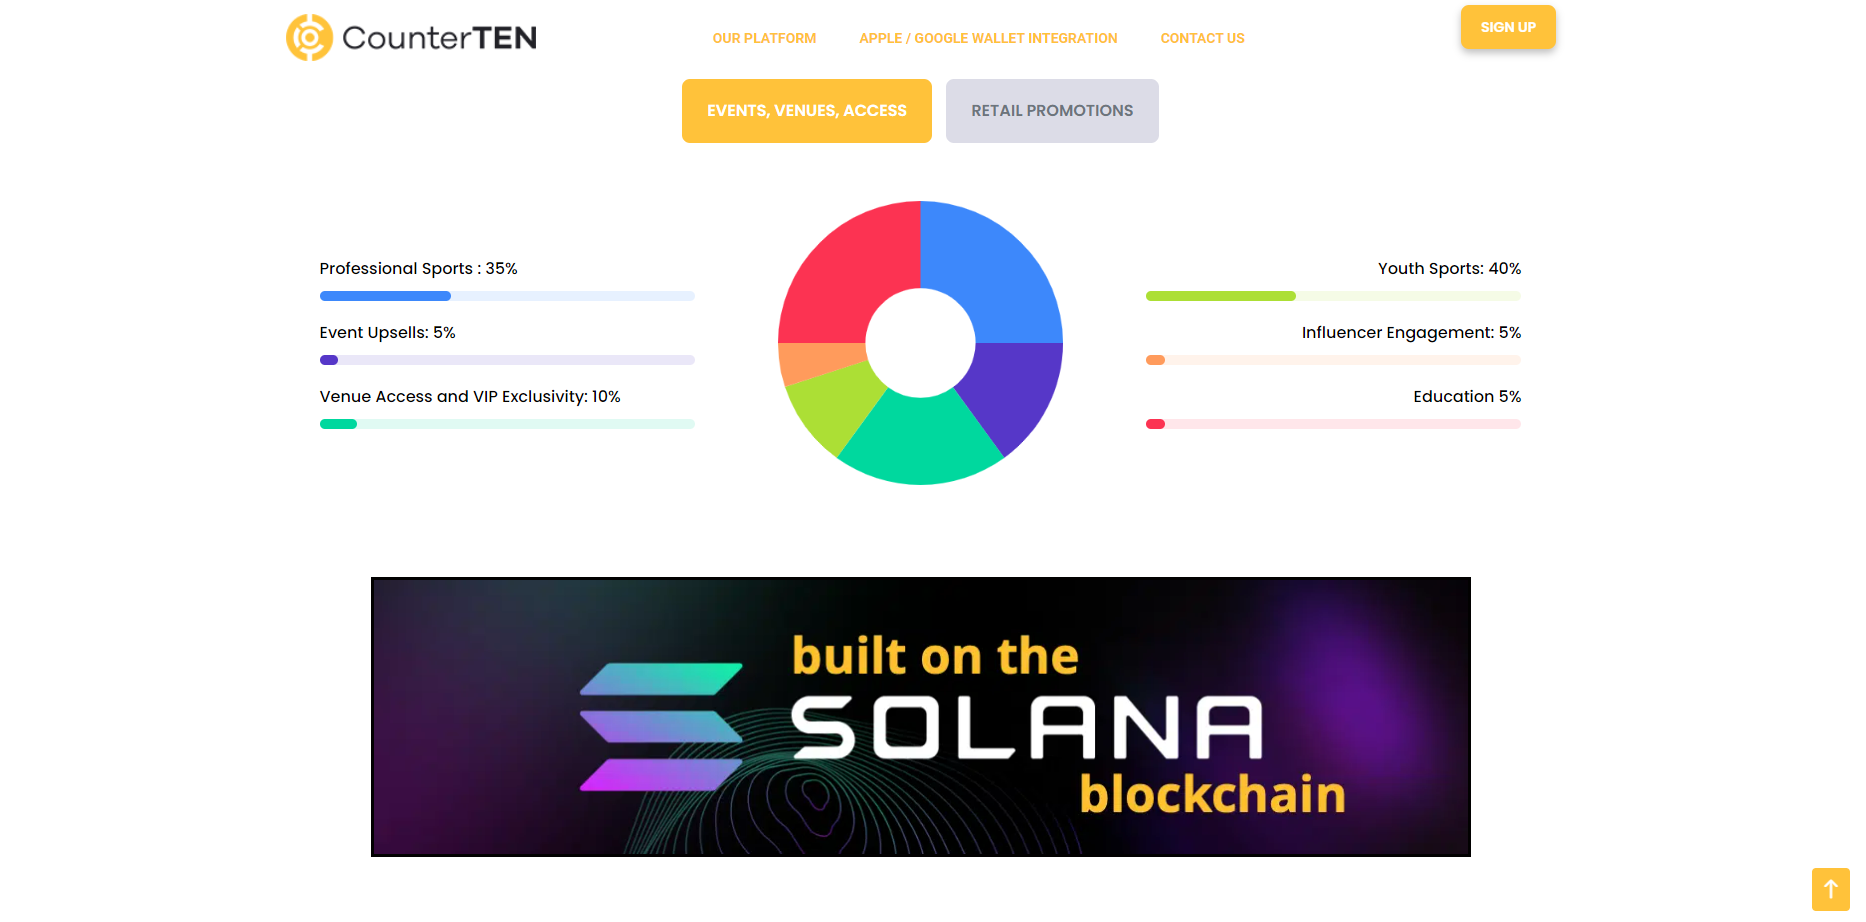 CounterTEN
OUR PLATFORM
APPLE / GOOGLE WALLET INTEGRATION
CONTACT US
SIGN UP
EVENTS, VENUES, ACCESS
RETAIL PROMOTIONS
Professional Sports : 35%
Event Upsells: 5%
Venue Access and VIP Exclusivity: 10%
Youth Sports: 40%
Influencer Engagement: 5%
Education 5%
built on the
SOLANA
blockchain